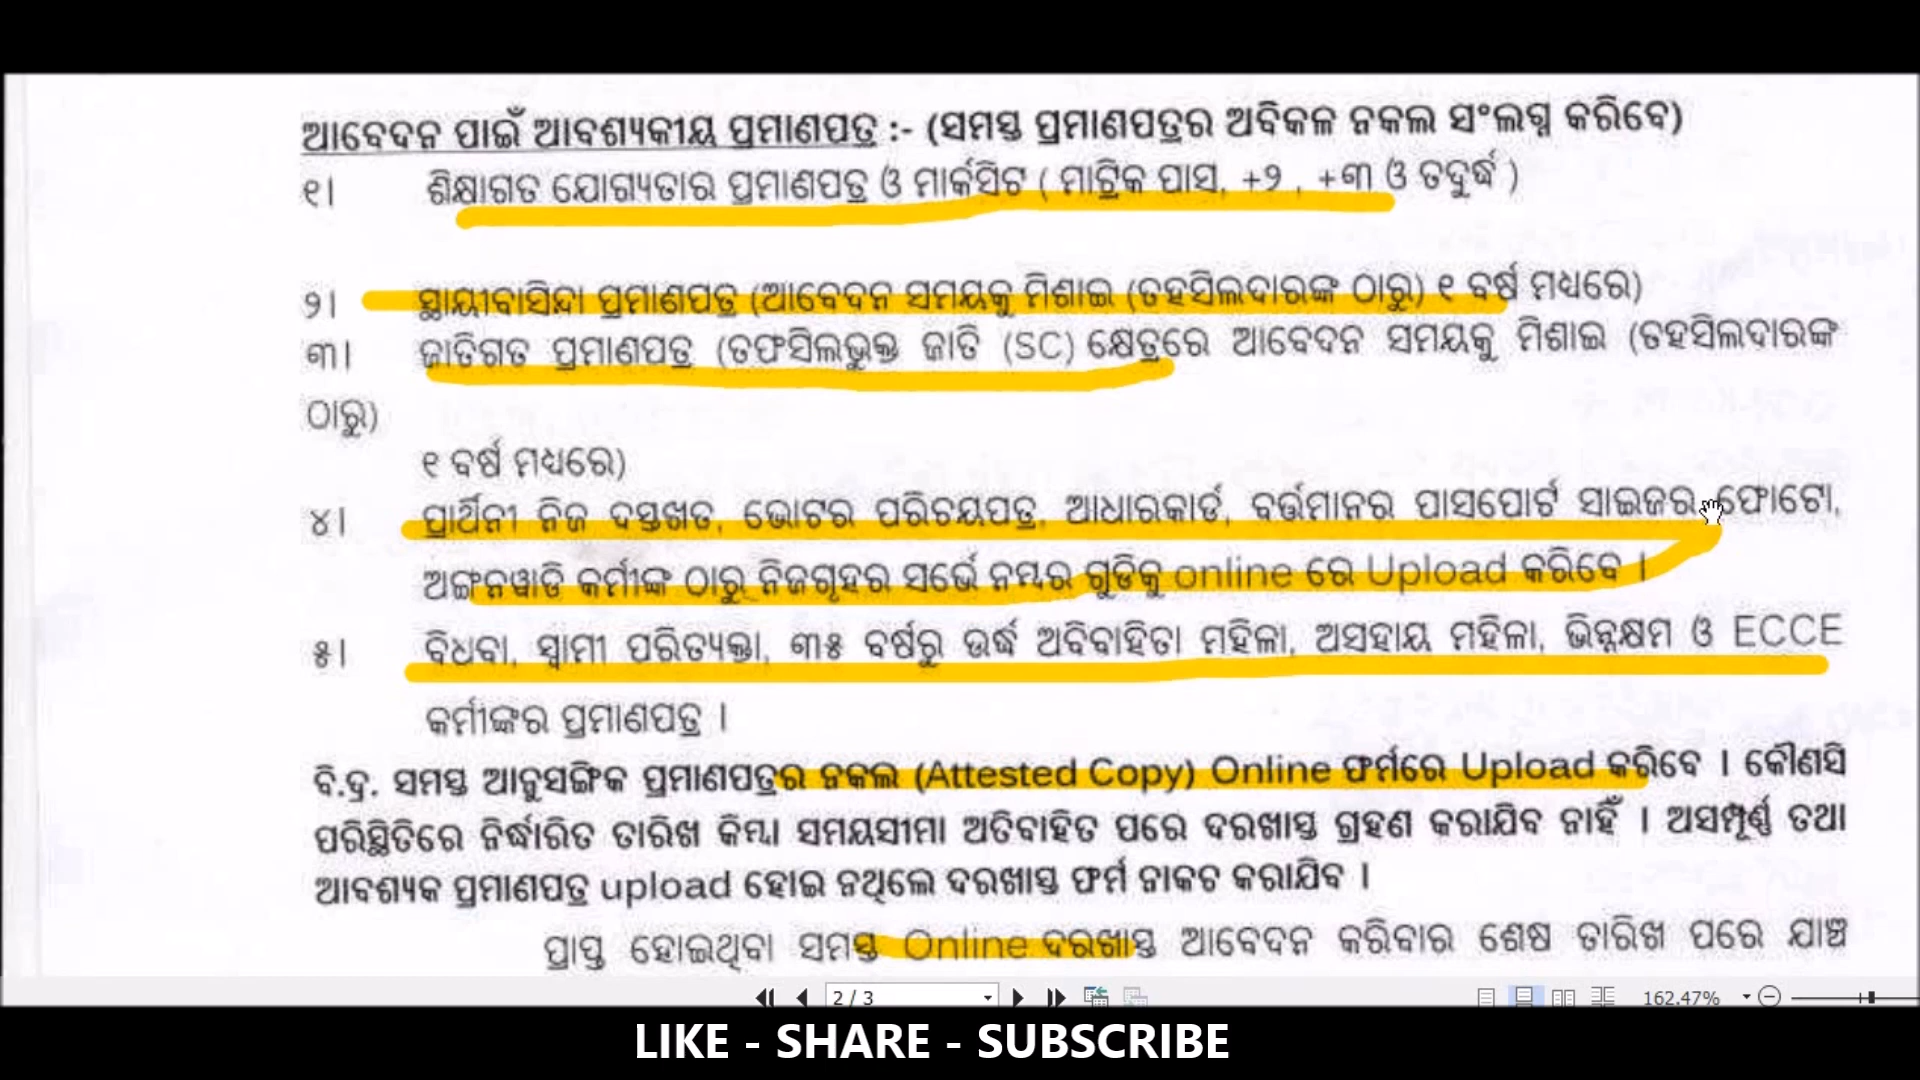 ଆବେଦନ ପାଇଁ ଆବଶ୍ୟକୀୟ ପ୍ରମାଣପତ୍ର :- (ସମସ୍ତ ପ୍ରମାଣପତ୍ରର ଅବିକଳ ନକଲ ସଂଲଗ୍ନ କରିବେ)
୧। ଶିକ୍ଷାଗତ ଯୋଗ୍ୟତାର ପ୍ରମାଣପତ୍ର ଓ ମାର୍କସିଟ ( ମାଟ୍ରିକ ପାସ, +୨ , +୩ ଓ ତଦୁର୍ଦ୍ଧ )
୨। ସ୍ଥାୟୀବାସିନ୍ଦା ପ୍ରମାଣପତ୍ର (ଆବେଦନ ସମୟକୁ ମିଶାଇ (ତହସିଲଦାରଙ୍କ ଠାରୁ) ୧ ବର୍ଷ ମଧ୍ୟରେ)
୩। ଜାତିଗତ ପ୍ରମାଣପତ୍ର (ତଫସିଲଭୁକ୍ତ ଜାତି (SC) କ୍ଷେତ୍ରରେ ଆବେଦନ ସମୟକୁ ମିଶାଇ (ତହସିଲଦାରଙ୍କ
ଠାରୁ)
୧ ବର୍ଷ ମଧ୍ୟରେ)
୪। ପ୍ରାର୍ଥିନୀ ନିଜ ଦସ୍ତଖତ, ଭୋଟର ପରିଚୟପତ୍ର, ଆଧାରକାର୍ଡ, ବର୍ତ୍ତମାନର ପାସପୋର୍ଟ ସାଇଜର ଫୋଟୋ,
ଅଙ୍ଗନୱାଡି କର୍ମୀଙ୍କ ଠାରୁ ନିଜଗୃହର ସର୍ଭେ ନମ୍ବର ଗୁଡିକୁ online ରେ Upload କରିବେ ।
୫। ବିଧବା, ସ୍ୱାମୀ ପରିତ୍ୟକ୍ତା, ୩୫ ବର୍ଷରୁ ଉର୍ଦ୍ଧ ଅବିବାହିତା ମହିଳା, ଅସହାୟ ମହିଳା, ଭିନ୍ନକ୍ଷମ ଓ ECCE
କର୍ମୀଙ୍କର ପ୍ରମାଣପତ୍ର ।
ବି.ଦ୍ର. ସମସ୍ତ ଆନୁସଙ୍ଗିକ ପ୍ରମାଣପତ୍ରର ନକଲ (Attested Copy) Online ଫର୍ମରେ Upload କରିବେ । କୌଣସି
ପରିସ୍ଥିତିରେ ନିର୍ଦ୍ଧାରିତ ତାରିଖ କିମ୍ବା ସମୟସୀମା ଅତିବାହିତ ପରେ ଦରଖାସ୍ତ ଗ୍ରହଣ କରାଯିବ ନାହିଁ । ଅସମ୍ପୂର୍ଣ୍ଣ ତଥା
ଆବଶ୍ୟକ ପ୍ରମାଣପତ୍ର upload ହୋଇ ନଥିଲେ ଦରଖାସ୍ତ ଫର୍ମ ନାକଚ କରାଯିବ ।
ପ୍ରାପ୍ତ ହୋଇଥିବା ସମସ୍ତ Online ଦରଖାସ୍ତ ଆବେଦନ କରିବାର ଶେଷ ତାରିଖ ପରେ ଯାଞ୍ଚ
2 / 3
162.47%
LIKE - SHARE - SUBSCRIBE